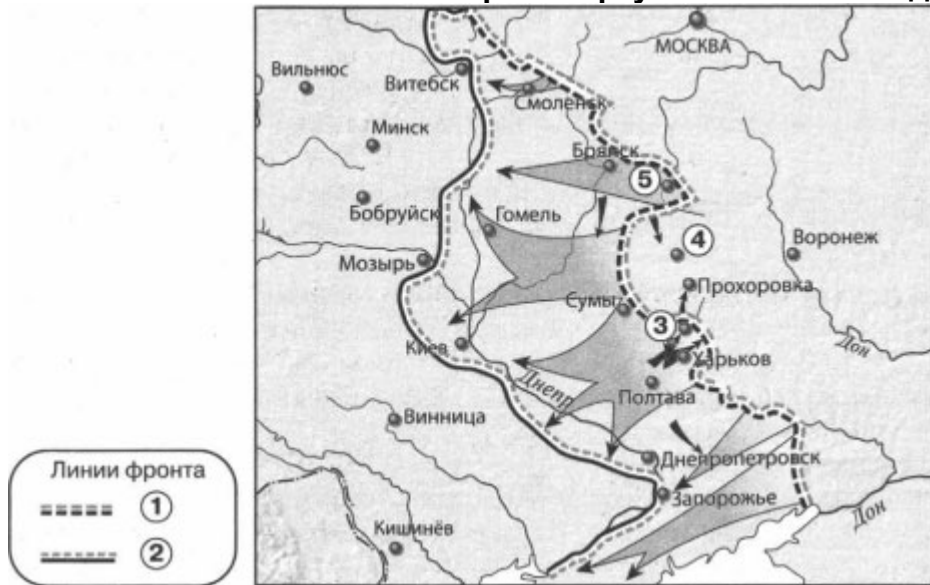 МОСКВА
Вильнюс
Витебск
Смоленск
Минск
Брянск
5
Бобруйск
Гомель
4
Воронеж
Мозырь
Прохоровка
Сумы
3
Киев
Харьков
Дон
Днепр
Полтава
Винница
Днепропетровск
Запорожье
Дон
Кишинёв
Линии фронта
1
2